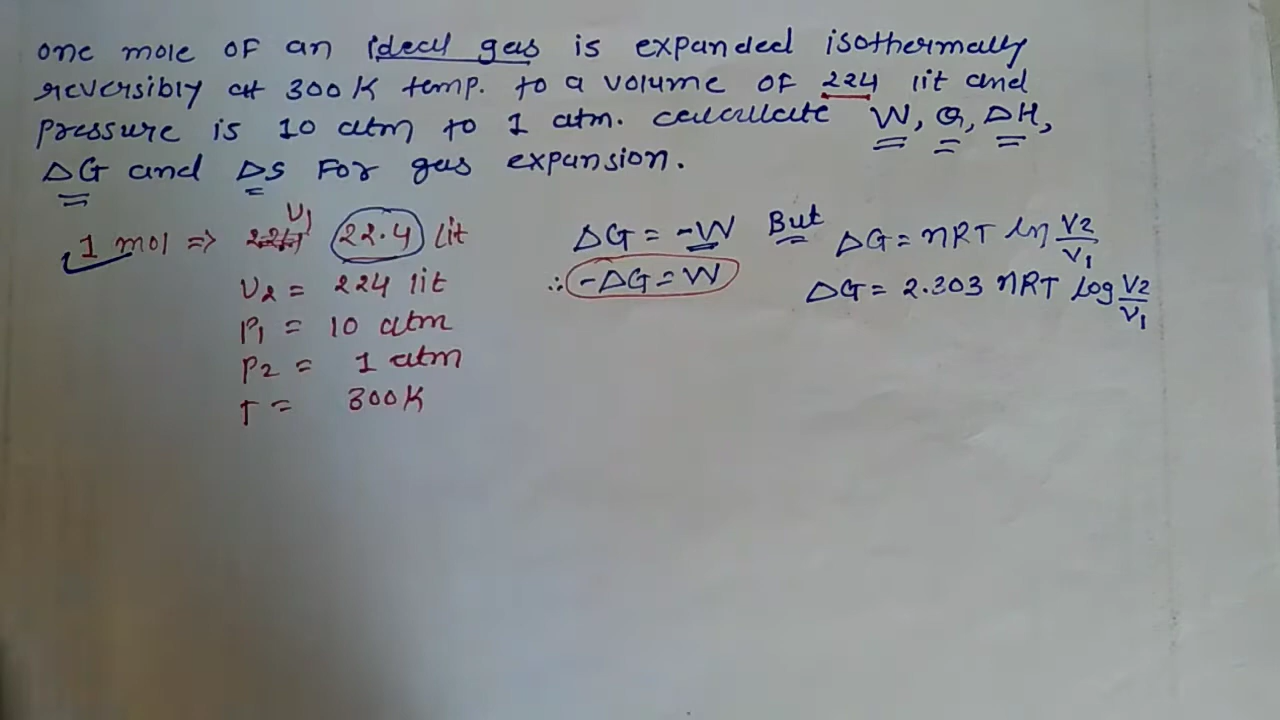 one mole of an ideal gas is expanded isothermally
reversibly at 300K temp. to a volume of 224 lit and
pressure is 10 atm to 1 atm. calculate W, Q, ΔH,
ΔG and ΔS For gas expansion.
1 mol => V1 22.4 lit
V2 = 224 lit
P1 = 10 atm
P2 = 1 atm
T = 300K
ΔG = -W But ΔG = nRT ln V2/V1
∴ -ΔG = W ΔG = 2.303 nRT Log V2/V1